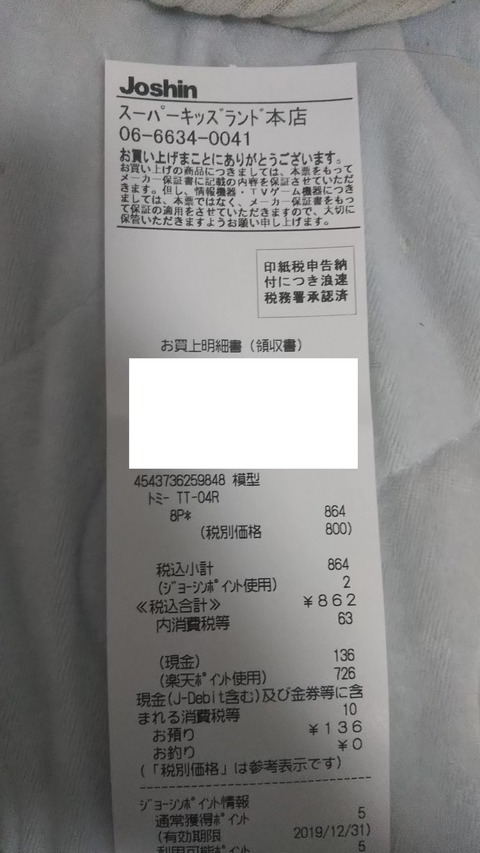 Joshin
スーパーキッズランド本店
06-6634-0041
お買い上げまことにありがとうございます。
お買い上げの商品につきましては、本票をもって
メーカー保証書に記載の内容を保証させていただ
きます。但し、情報機器・TVゲーム機器につき
ましては、本票ではなく、メーカー保証書をもっ
て保証の適用をさせていただきますので、大切に
保管いただきますようお願い申し上げます。
印紙税申告納
付につき浪速
税務署承認済
お買上明細書(領収書)
4543736259848 模型
トミー TT-04R
8P* 864
(税別価格 800)
税込小計 864
(ジョーシンポイント使用) 2
≪税込合計≫ ¥862
内消費税等 63
(現金) 136
(楽天ポイント使用) 726
現金(J-Debit含む)及び金券等に含
まれる消費税等 10
お預り ¥136
お釣り ¥0
(「税別価格」は参考表示です)
ジョーシンポイント情報
通常獲得ポイント 5
(有効期限 2019/12/31)
利用可能ポイント 5